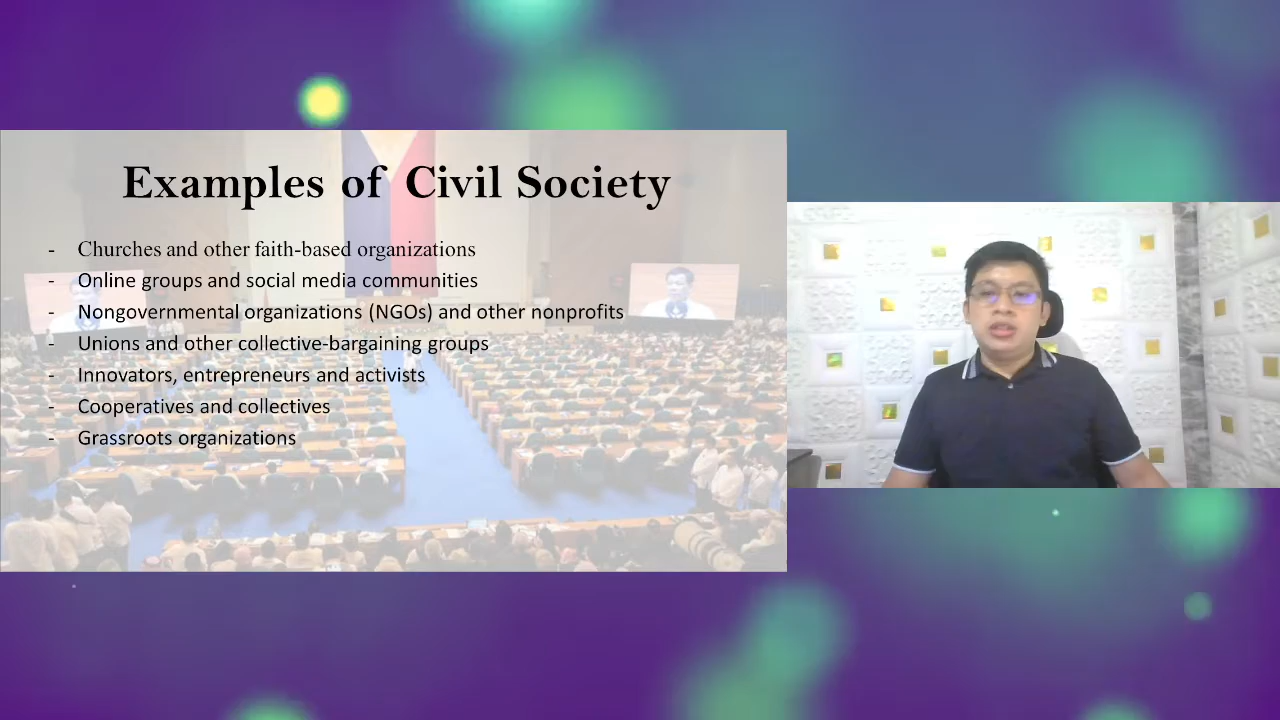 Examples of Civil Society
- Churches and other faith-based organizations
- Online groups and social media communities
- Nongovernmental organizations (NGOs) and other nonprofits
- Unions and other collective-bargaining groups
- Innovators, entrepreneurs and activists
- Cooperatives and collectives
- Grassroots organizations